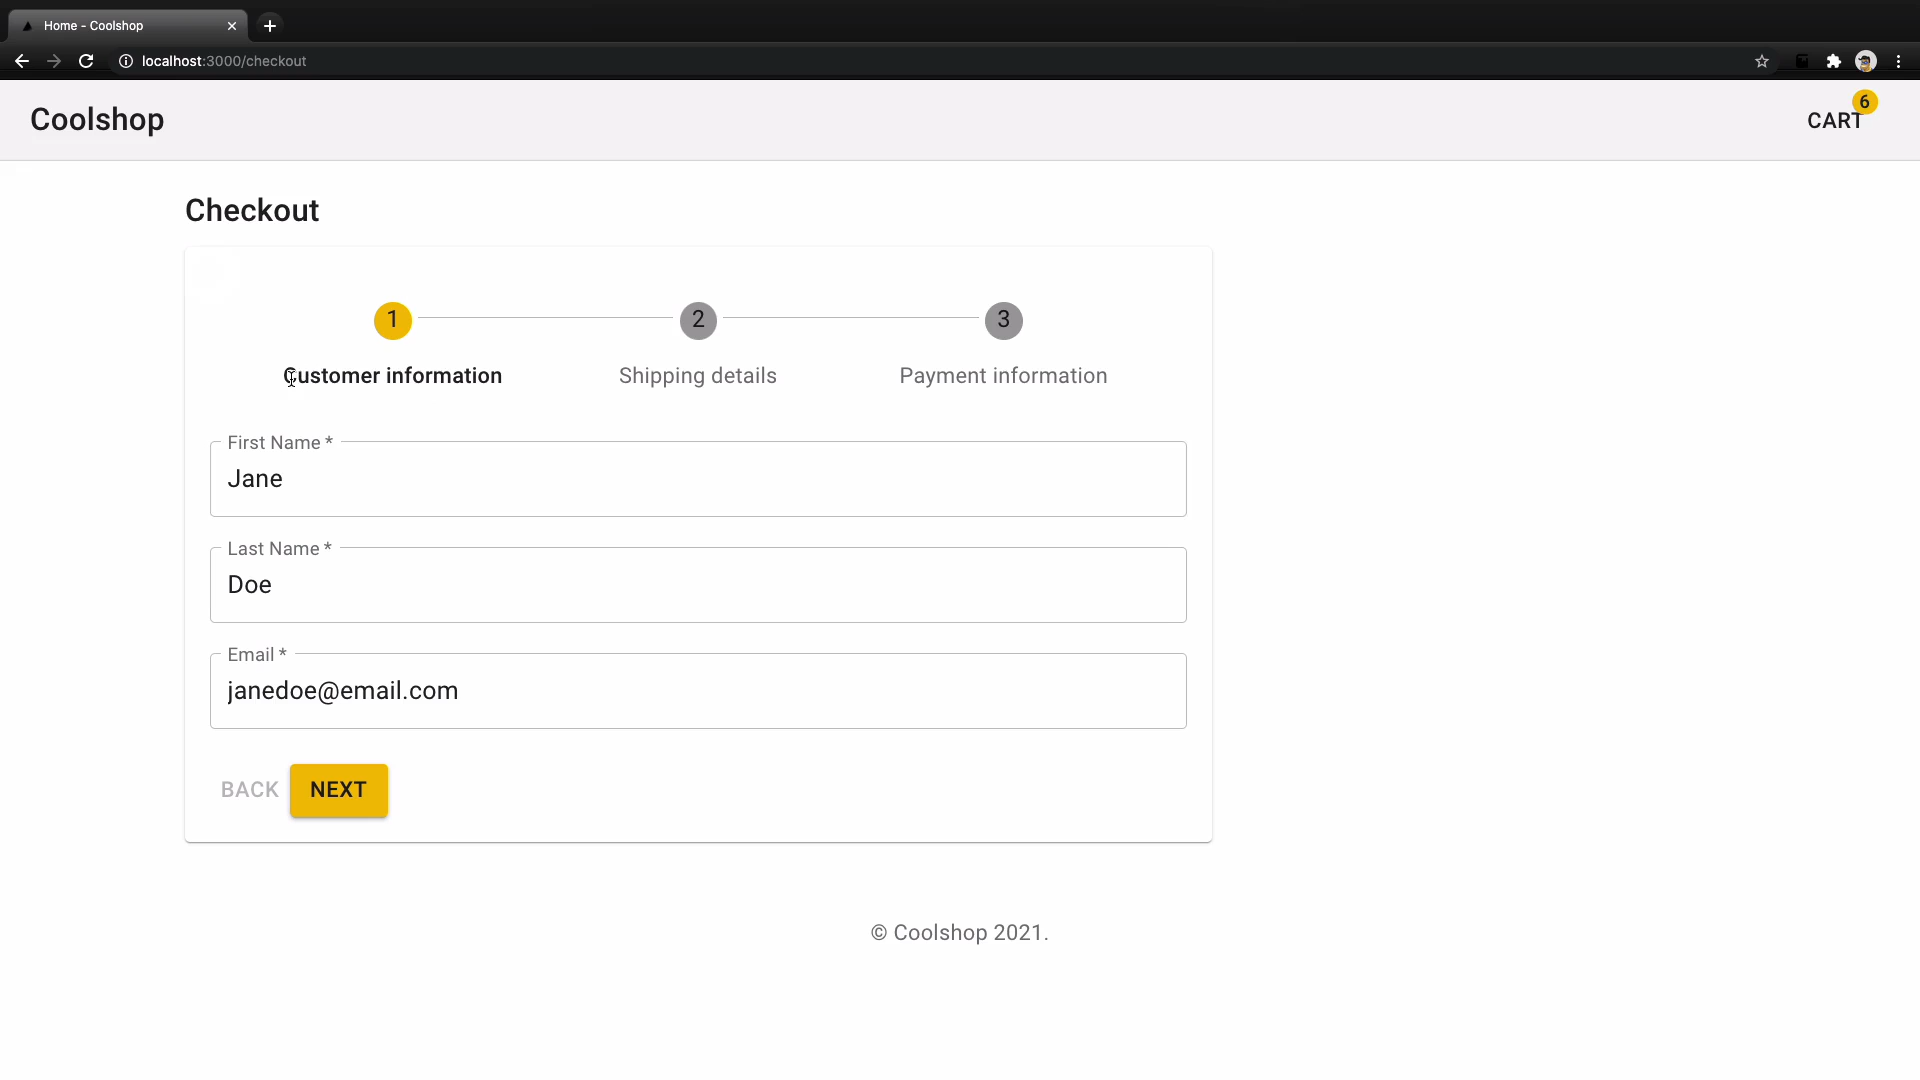 Home - Coolshop
localhost:3000/checkout
Coolshop
CART
6
Checkout
1
2
3
Customer information
Shipping details
Payment information
First Name *
Jane
Last Name *
Doe
Email *
janedoe@email.com
BACK
NEXT
© Coolshop 2021.